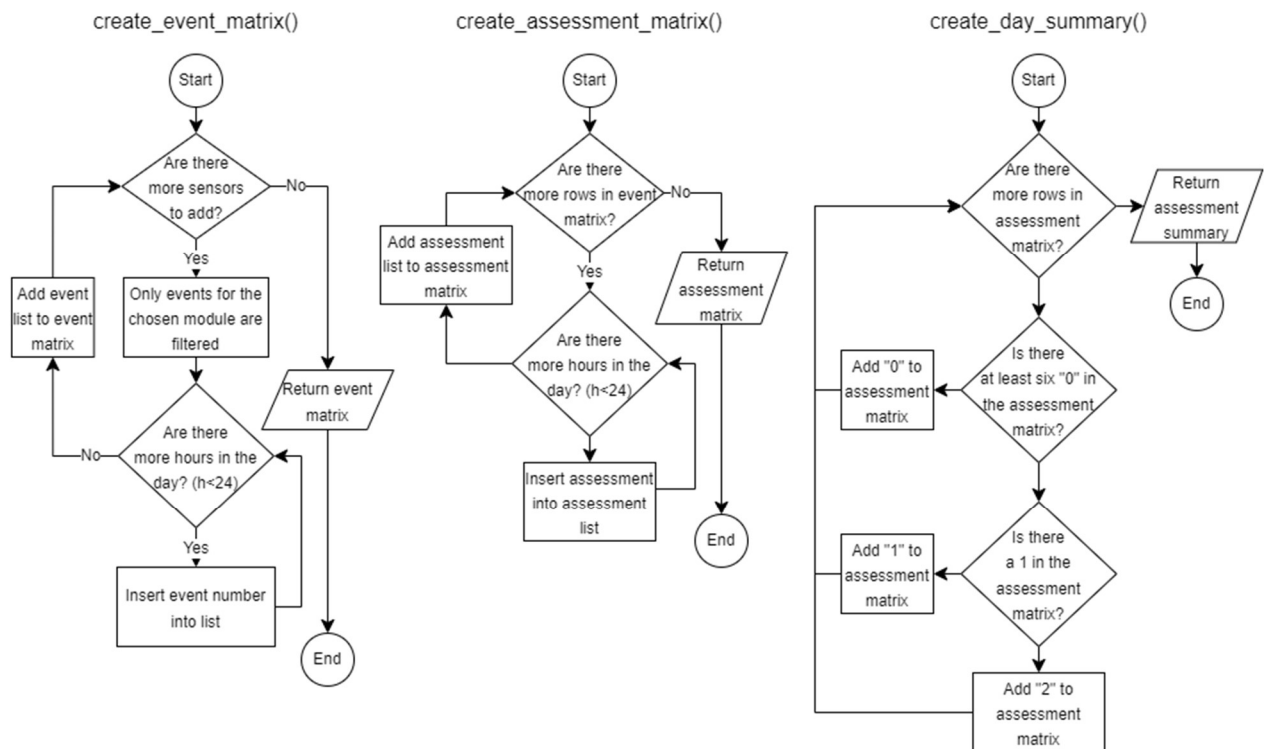 create_event_matrix()
Start
Are there
more sensors
to add?
No
Yes
Only events for the
chosen module are
filtered
Add event
list to event
matrix
Are there
more hours in the
day? (h<24)
No
Yes
Insert event number
into list
Return event
matrix
End
create_assessment_matrix()
Start
Are there
more rows in event
matrix?
No
Yes
Add assessment
list to assessment
matrix
Are there
more hours in the
day? (h<24)
Insert assessment
into assessment
list
Return
assessment
matrix
End
create_day_summary()
Start
Are there
more rows in
assessment
matrix?
Return
assessment
summary
End
Is there
at least six "0" in
the assessment
matrix?
Add "0" to
assessment
matrix
Is there
a 1 in the
assessment
matrix?
Add "1" to
assessment
matrix
Add "2" to
assessment
matrix